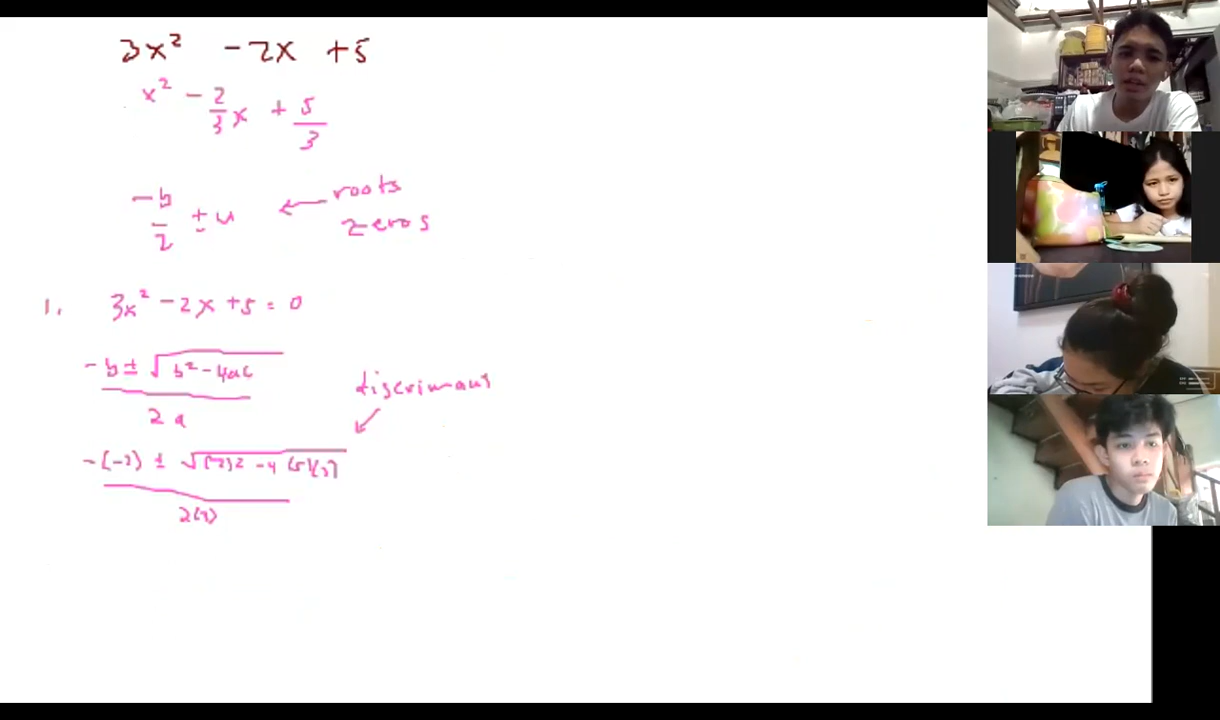 3x² - 2x + 5
x² - 2/3 x + 5/3
-b/2 ± u ← roots
zeros
1. 3x² - 2x + 5 = 0
-b ± √(b² - 4ac)
2a
discrimant
-(-2) ± √((-2)2 - 4(5)(3))
2(3)